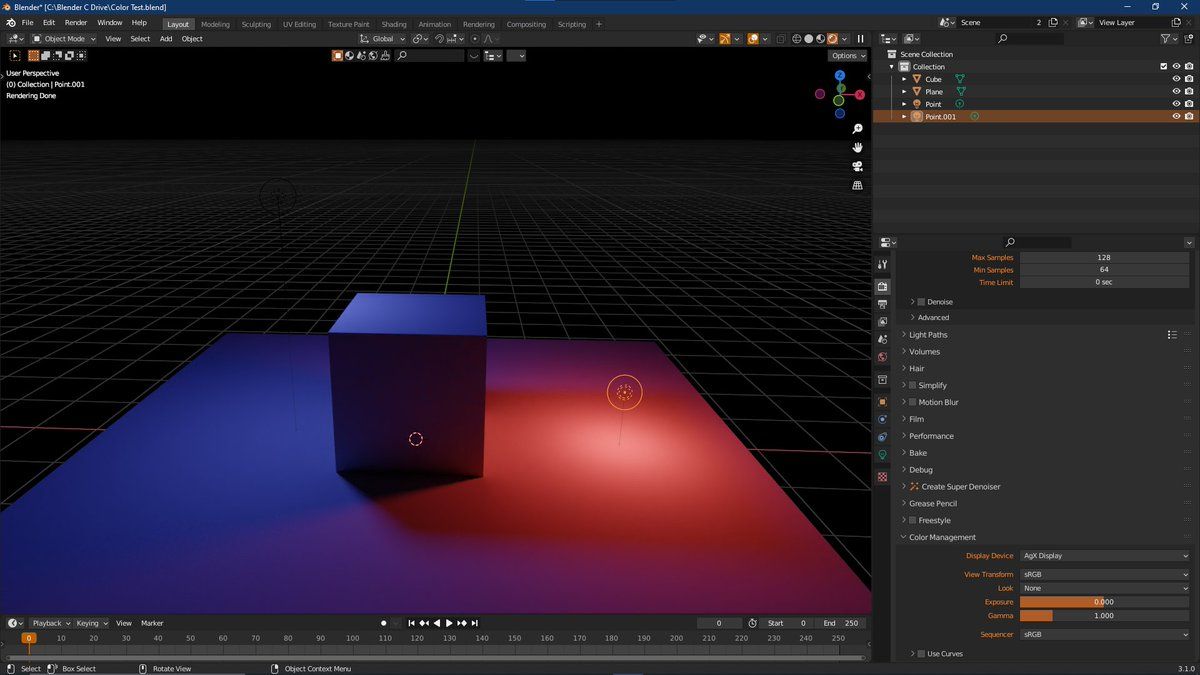 Blender* [C:\Blender C Drive\Color Test.blend]
File Edit Render Window Help Layout Modeling Sculpting UV Editing Texture Paint Shading Animation Rendering Compositing Scripting + Scene 2 View Layer
Object Mode View Select Add Object Global
Options
User Perspective
(0) Collection | Point.001
Rendering Done
Z
X
Scene Collection
Collection
Cube
Plane
Point
Point.001
Max Samples 128
Min Samples 64
Time Limit 0 sec
Denoise
Advanced
Light Paths
Volumes
Hair
Simplify
Motion Blur
Film
Performance
Bake
Debug
Create Super Denoiser
Grease Pencil
Freestyle
Color Management
Display Device AgX Display
View Transform sRGB
Look None
Exposure 0.000
Gamma 1.000
Sequencer sRGB
Use Curves
Playback Keying View Marker 0 Start 0 End 250
0 10 20 30 40 50 60 70 80 90 100 110 120 130 140 150 160 170 180 190 200 210 220 230 240 250
Select Box Select Rotate View Object Context Menu 3.1.0